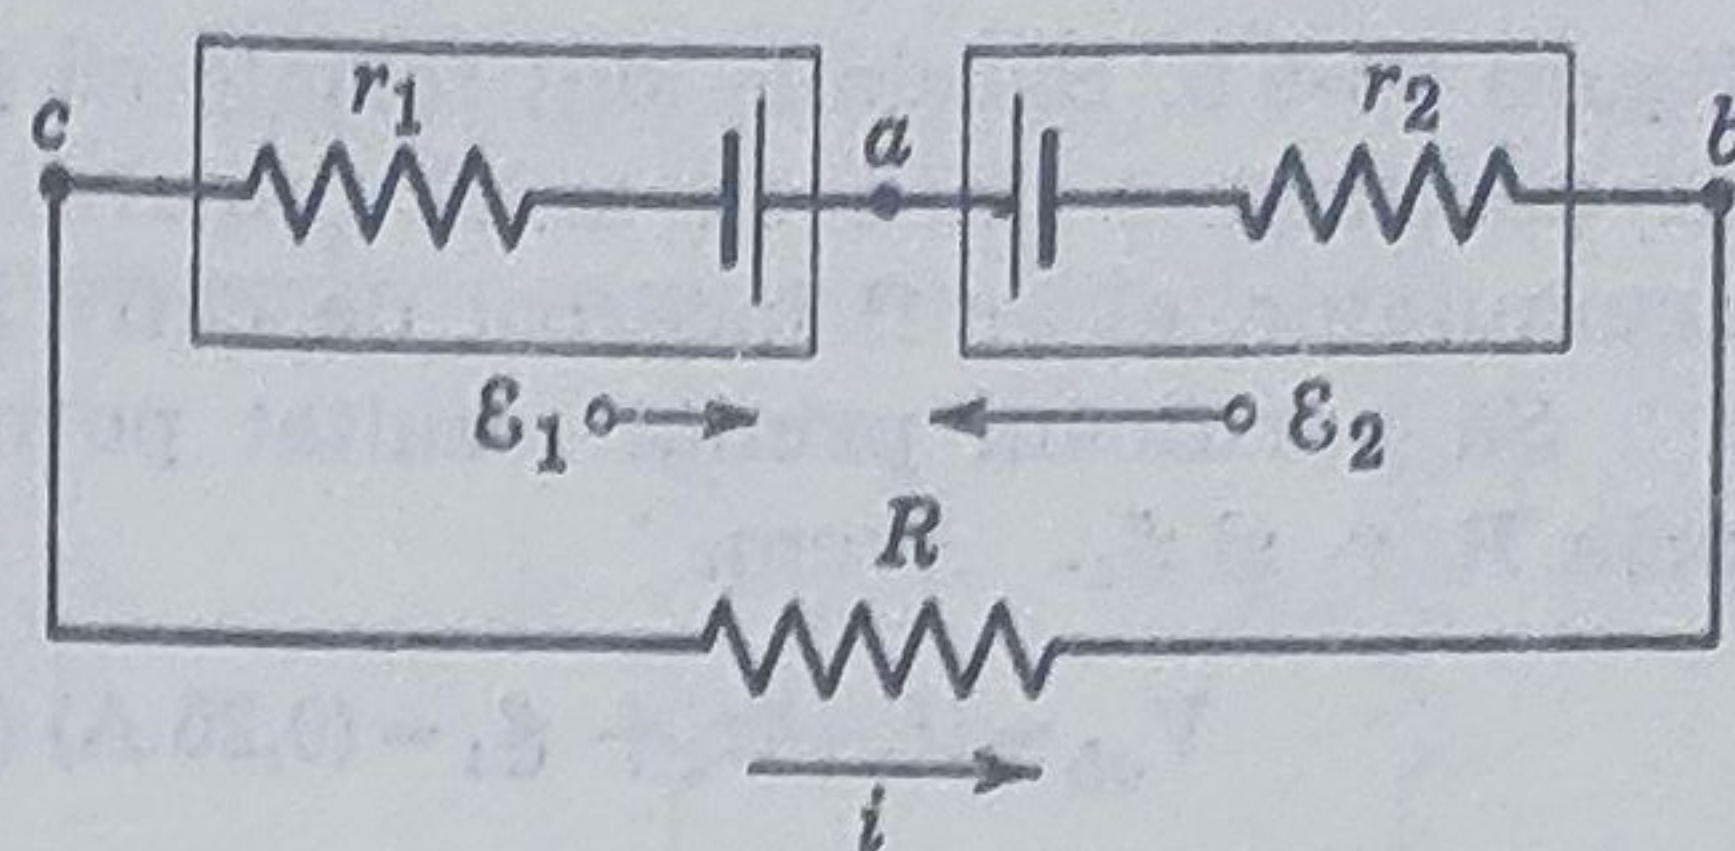 r₁ r₂
c a b
ℰ₁ ℰ₂
R
i